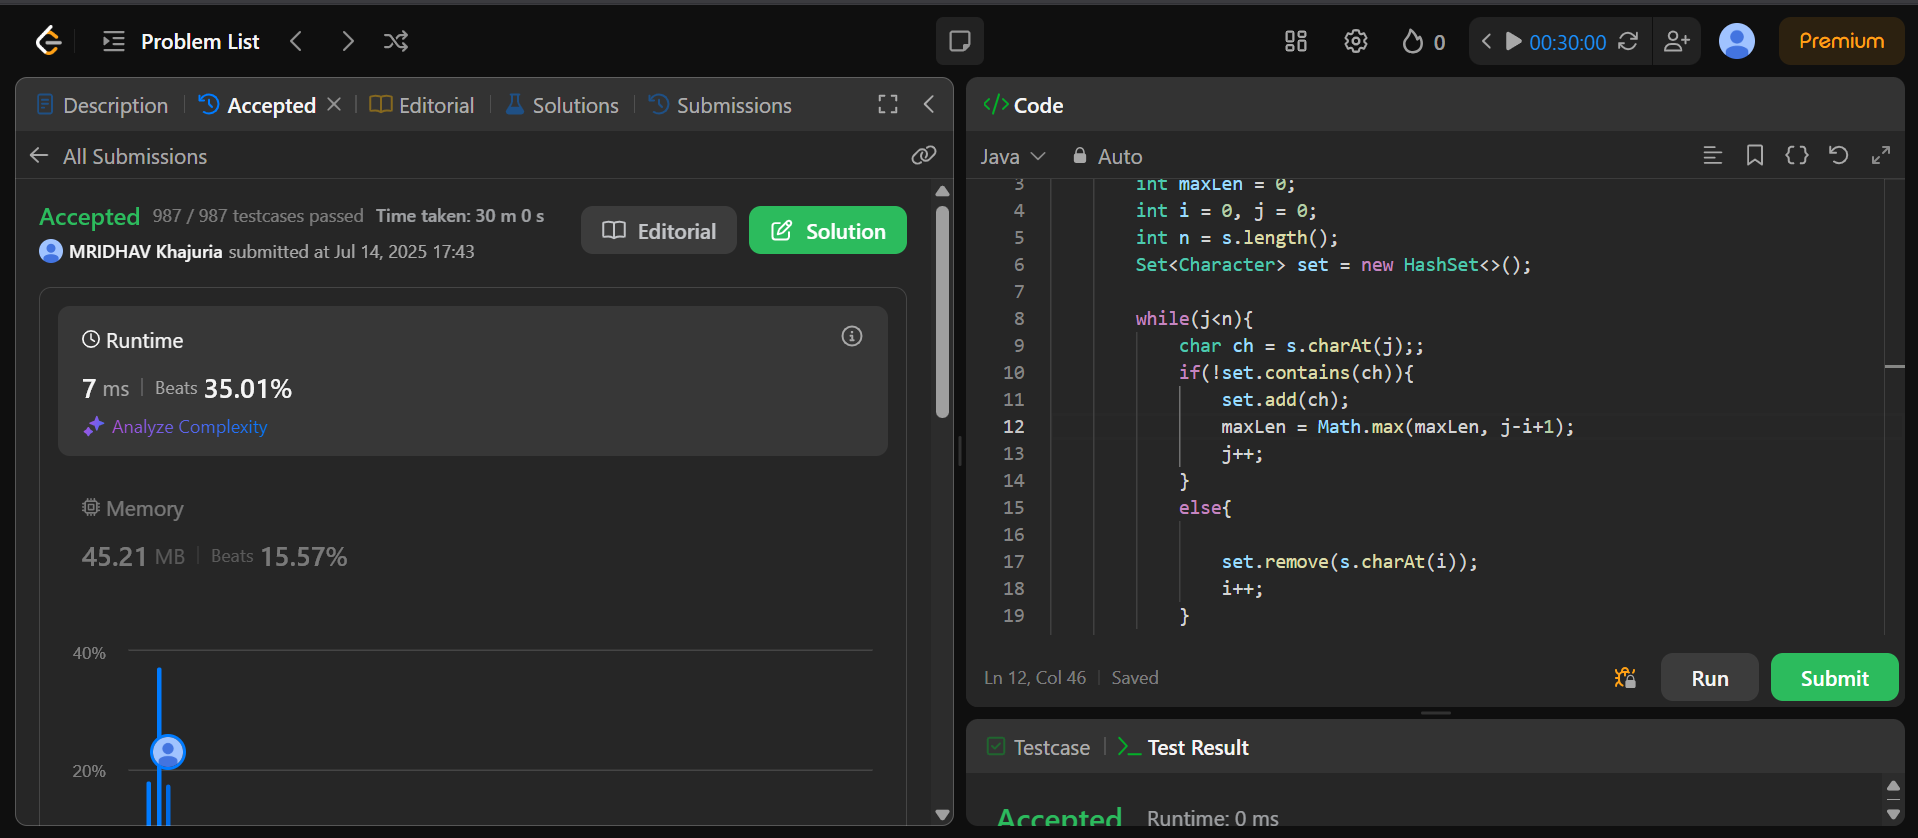 Problem List
0
00:30:00
Premium
Description
Accepted
Editorial
Solutions
Submissions
All Submissions
Accepted 987 / 987 testcases passed Time taken: 30 m 0 s
MRIDHAV Khajuria submitted at Jul 14, 2025 17:43
Editorial
Solution
Runtime
7 ms | Beats 35.01%
Analyze Complexity
Memory
45.21 MB | Beats 15.57%
40%
20%
</> Code
Java
Auto
3 int maxLen = 0;
4 int i = 0, j = 0;
5 int n = s.length();
6 Set<Character> set = new HashSet<>();
7
8 while(j<n){
9 char ch = s.charAt(j);;
10 if(!set.contains(ch)){
11 set.add(ch);
12 maxLen = Math.max(maxLen, j-i+1);
13 j++;
14 }
15 else{
16
17 set.remove(s.charAt(i));
18 i++;
19 }
Ln 12, Col 46 | Saved
Run
Submit
Testcase
Test Result
Accepted Runtime: 0 ms